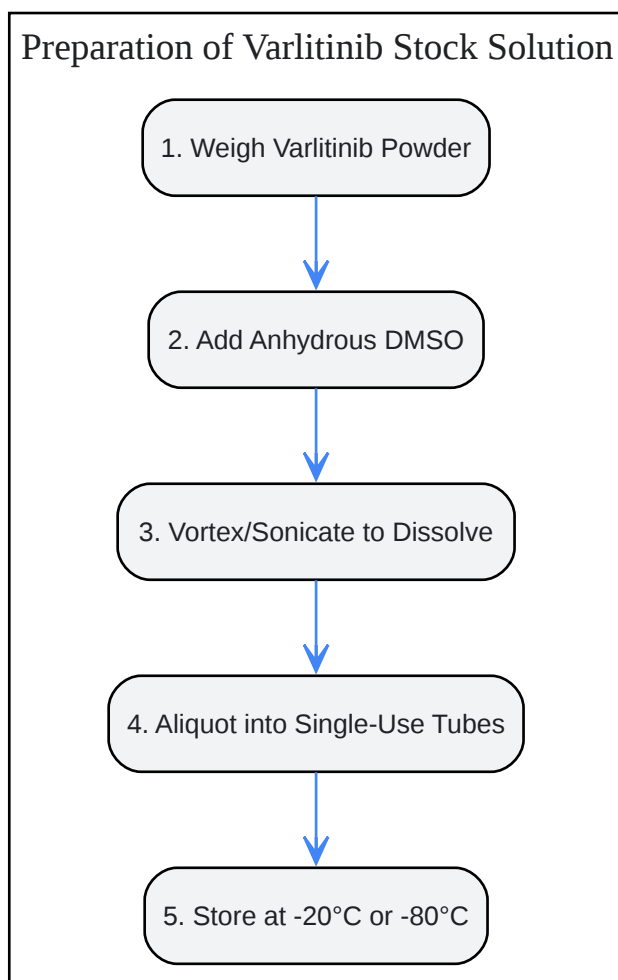 Preparation of Varlitinib Stock Solution
1. Weigh Varlitinib Powder
2. Add Anhydrous DMSO
3. Vortex/Sonicate to Dissolve
4. Aliquot into Single-Use Tubes
5. Store at -20°C or -80°C